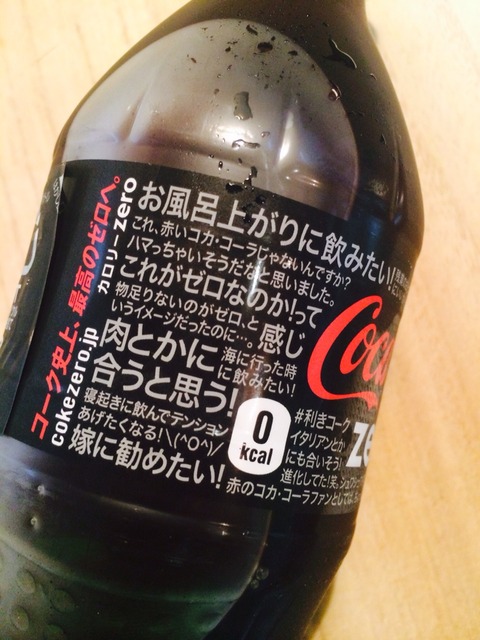 コーク史上、最高のゼロへ。
cokezero.jp カロリーzero
お風呂上がりに飲みたい!
これ、赤いコカ・コーラじゃないんですか?
ハマっちゃいそうだなと思いました。
これがゼロなのか!って
物足りないのがゼロ、と
いうイメージだったのに…。感じ
肉とかに
合うと思う!
海に行った時
に飲みたい!
寝起きに飲んでテンション
あげたくなる!\(^O^)/
嫁に勧めたい!
0
kcal
#利きコーク
イタリアンとか
にも合いそう!
進化してた!笑。
赤のコカ・コーラファンとしては、
Coca
ze